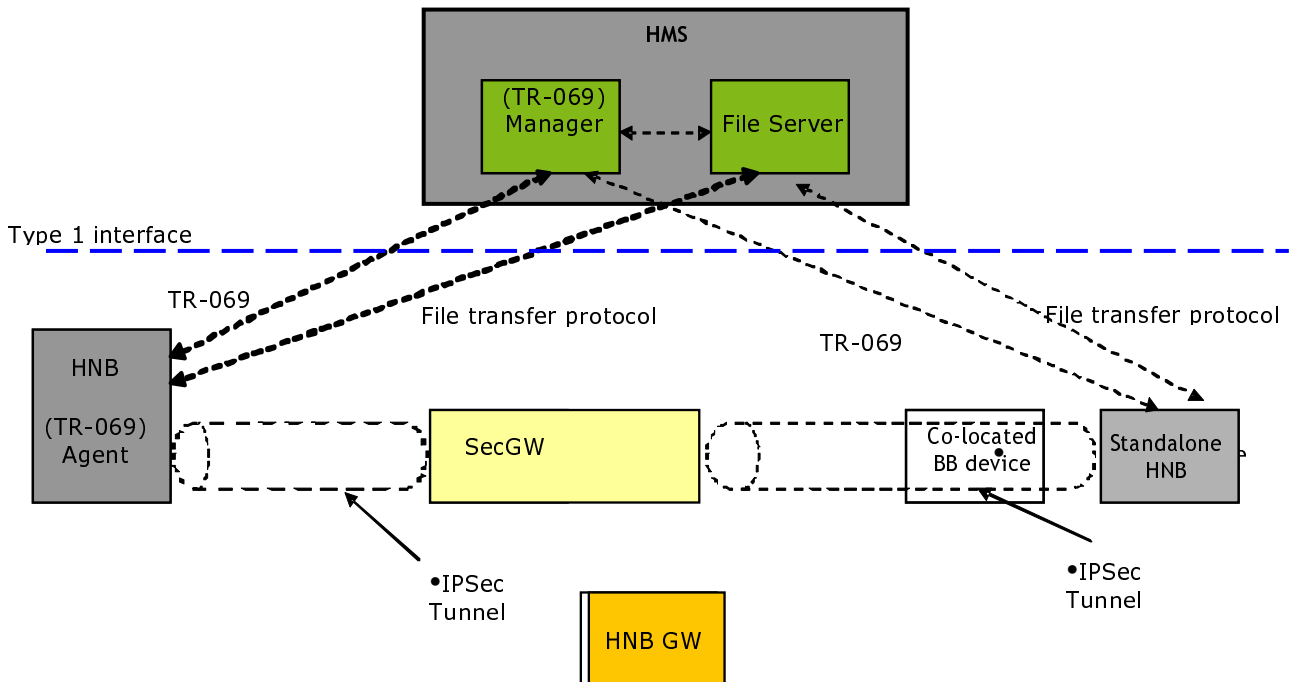 HMS
(TR-069)
Manager
File Server
Type 1 interface
TR-069
File transfer protocol
File transfer protocol
TR-069
HNB
(TR-069)
Agent
SecGW
Co-located
BB device
Standalone
HNB
•IPSec
Tunnel
•IPSec
Tunnel
HNB GW